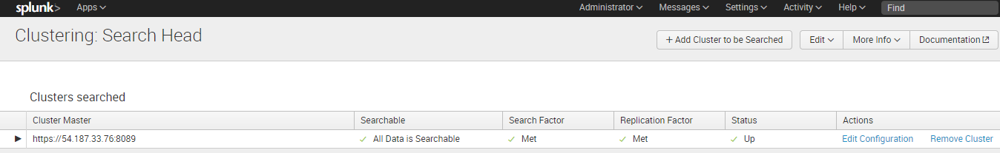 splunk> Apps Administrator Messages Settings Activity Help Find
Clustering: Search Head
+ Add Cluster to be Searched Edit More Info Documentation
Clusters searched
Cluster Master Searchable Search Factor Replication Factor Status Actions
https://54.187.33.76:8089 All Data is Searchable Met Met Up Edit Configuration Remove Cluster